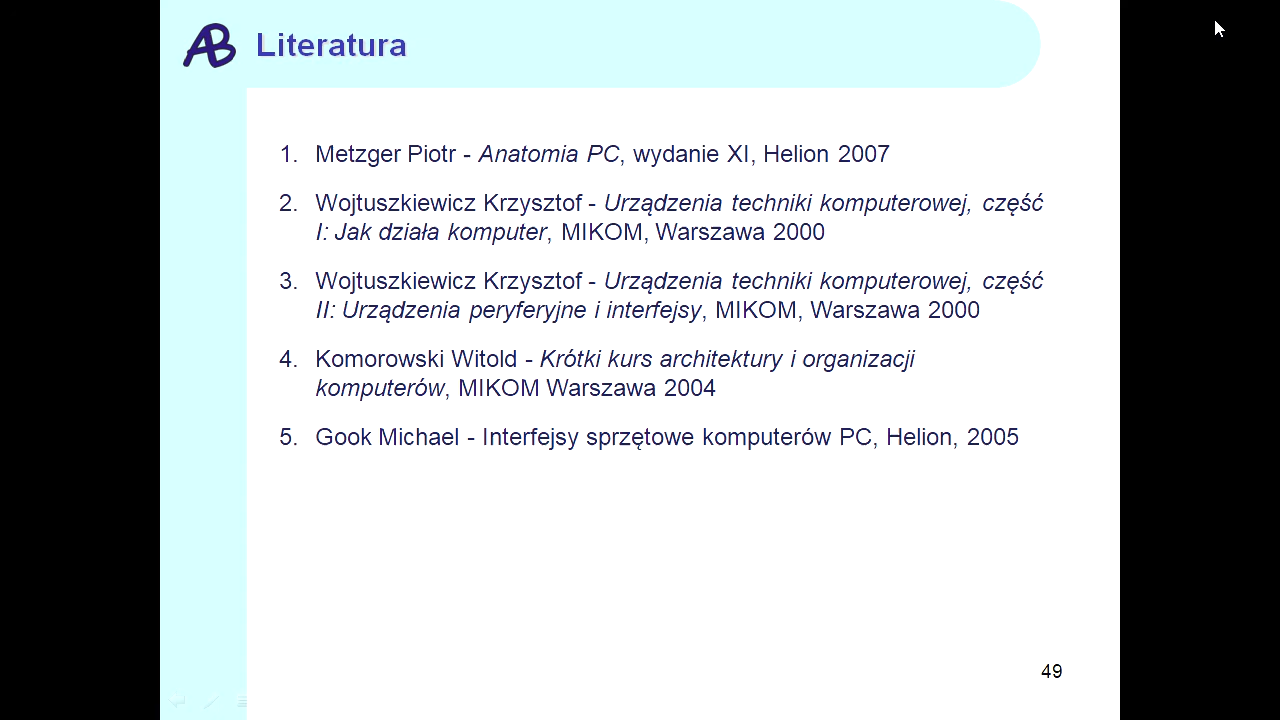 AB Literatura
1. Metzger Piotr - Anatomia PC, wydanie XI, Helion 2007
2. Wojtuszkiewicz Krzysztof - Urządzenia techniki komputerowej, część
I: Jak działa komputer, MIKOM, Warszawa 2000
3. Wojtuszkiewicz Krzysztof - Urządzenia techniki komputerowej, część
II: Urządzenia peryferyjne i interfejsy, MIKOM, Warszawa 2000
4. Komorowski Witold - Krótki kurs architektury i organizacji
komputerów, MIKOM Warszawa 2004
5. Gook Michael - Interfejsy sprzętowe komputerów PC, Helion, 2005
49